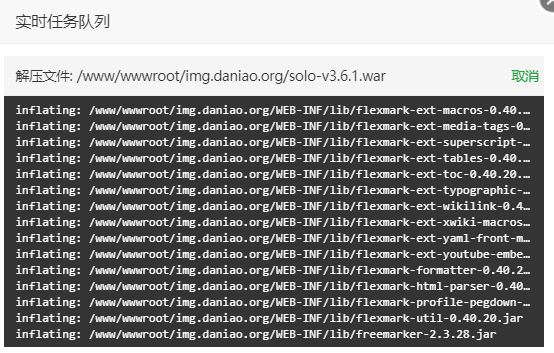 实时任务队列
解压文件: /www/wwwroot/img.daniao.org/solo-v3.6.1.war
取消
inflating: /www/wwwroot/img.daniao.org/WEB-INF/lib/flexmark-ext-macros-0.40...
inflating: /www/wwwroot/img.daniao.org/WEB-INF/lib/flexmark-ext-media-tags-0...
inflating: /www/wwwroot/img.daniao.org/WEB-INF/lib/flexmark-ext-superscript-...
inflating: /www/wwwroot/img.daniao.org/WEB-INF/lib/flexmark-ext-tables-0.40...
inflating: /www/wwwroot/img.daniao.org/WEB-INF/lib/flexmark-ext-toc-0.40.20...
inflating: /www/wwwroot/img.daniao.org/WEB-INF/lib/flexmark-ext-typographic-...
inflating: /www/wwwroot/img.daniao.org/WEB-INF/lib/flexmark-ext-wikilink-0.4...
inflating: /www/wwwroot/img.daniao.org/WEB-INF/lib/flexmark-ext-xwiki-macros...
inflating: /www/wwwroot/img.daniao.org/WEB-INF/lib/flexmark-ext-yaml-front-m...
inflating: /www/wwwroot/img.daniao.org/WEB-INF/lib/flexmark-ext-youtube-embe...
inflating: /www/wwwroot/img.daniao.org/WEB-INF/lib/flexmark-formatter-0.40.2...
inflating: /www/wwwroot/img.daniao.org/WEB-INF/lib/flexmark-html-parser-0.40...
inflating: /www/wwwroot/img.daniao.org/WEB-INF/lib/flexmark-profile-pegdown-...
inflating: /www/wwwroot/img.daniao.org/WEB-INF/lib/flexmark-util-0.40.20.jar
inflating: /www/wwwroot/img.daniao.org/WEB-INF/lib/freemarker-2.3.28.jar